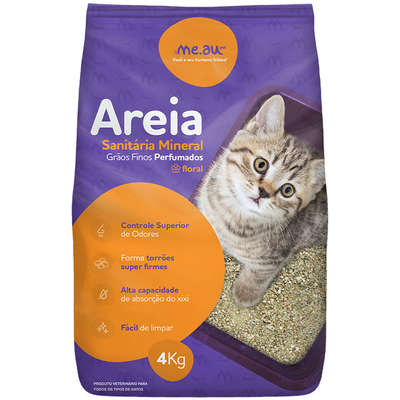 me.au
Areia
Sanitária Mineral
Grãos Finos Perfumados
floral
Controle Superior
de Odores
Forma torrões
super firmes
Alta capacidade
de absorção do xixi
Fácil de limpar
4Kg
PRODUTO VETERINÁRIO PARA
TODOS OS TIPOS DE GATOS